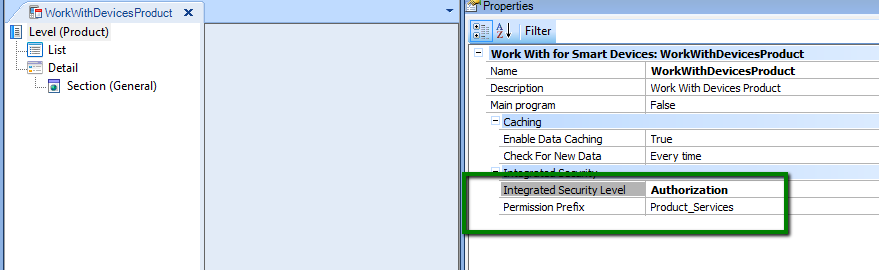 WorkWithDevicesProduct
Level (Product)
List
Detail
Section (General)
Properties
Filter
Work With for Smart Devices: WorkWithDevicesProduct
Name WorkWithDevicesProduct
Description Work With Devices Product
Main program False
Caching
Enable Data Caching True
Check For New Data Every time
Integrated Security
Integrated Security Level Authorization
Permission Prefix Product_Services